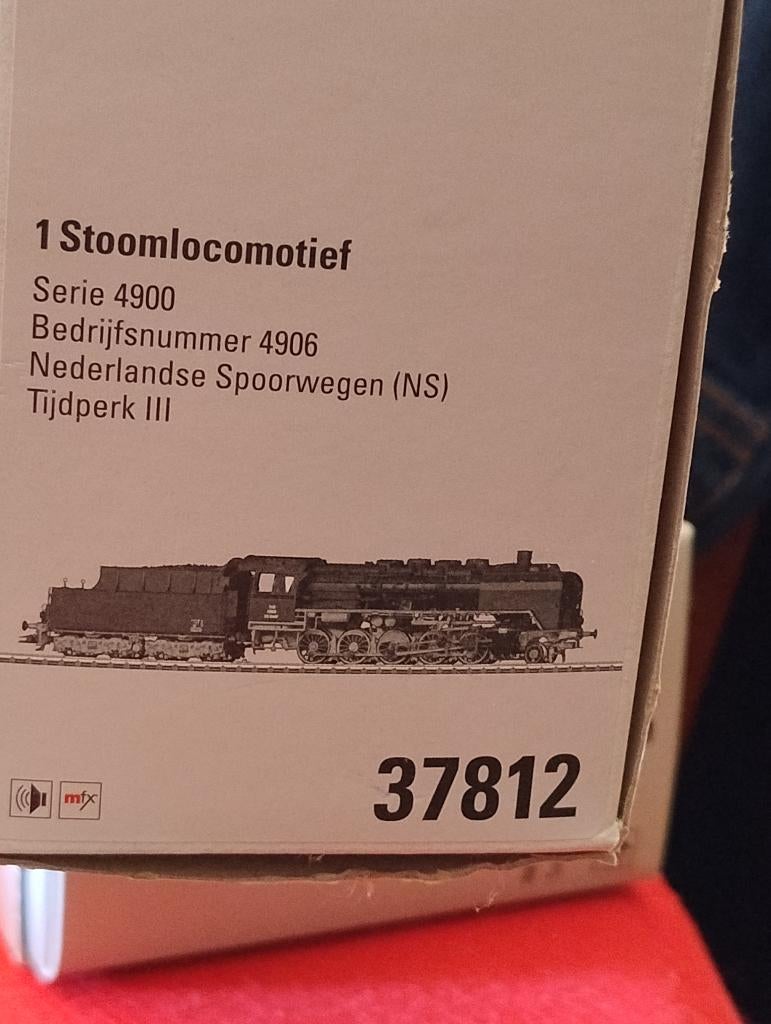 1 Stoomlocomotief
Serie 4900
Bedrijfsnummer 4906
Nederlandse Spoorwegen (NS)
Tijdperk III
mfx
37812